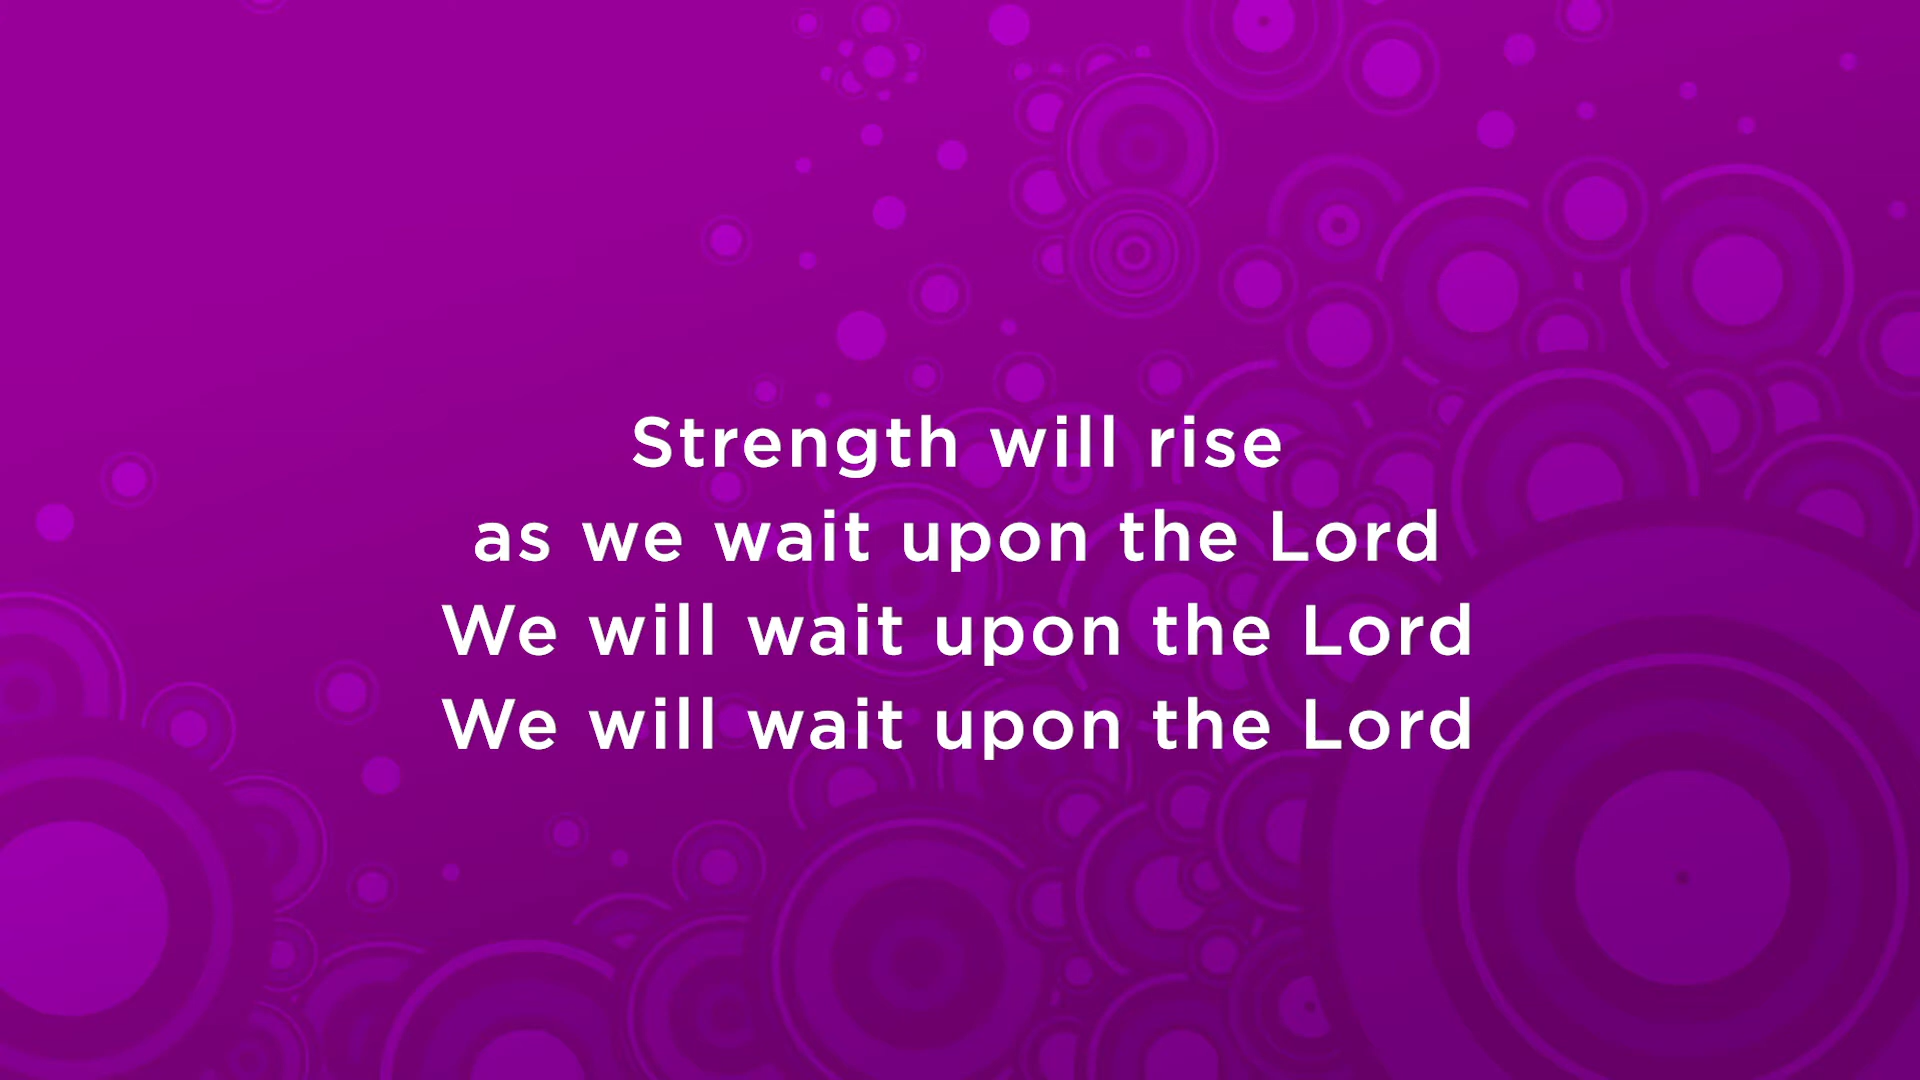 Strength will rise
as we wait upon the Lord
We will wait upon the Lord
We will wait upon the Lord